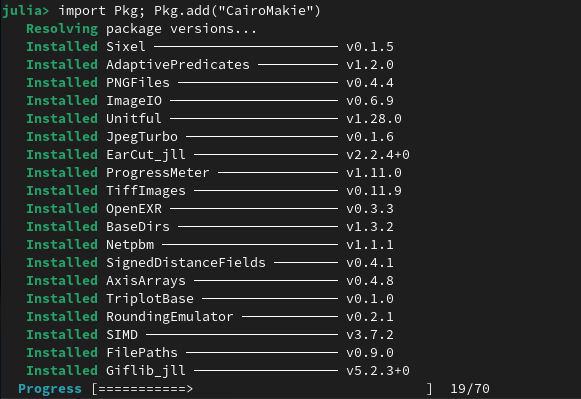 julia> import Pkg; Pkg.add("CairoMakie")
Resolving package versions...
Installed Sixel ─────────────────────── v0.1.5
Installed AdaptivePredicates ────────── v1.2.0
Installed PNGFiles ──────────────────── v0.4.4
Installed ImageIO ───────────────────── v0.6.9
Installed Unitful ───────────────────── v1.28.0
Installed JpegTurbo ─────────────────── v0.1.6
Installed EarCut_jll ────────────────── v2.2.4+0
Installed ProgressMeter ─────────────── v1.11.0
Installed TiffImages ────────────────── v0.11.9
Installed OpenEXR ───────────────────── v0.3.3
Installed BaseDirs ──────────────────── v1.3.2
Installed Netpbm ────────────────────── v1.1.1
Installed SignedDistanceFields ──────── v0.4.1
Installed AxisArrays ────────────────── v0.4.8
Installed TriplotBase ───────────────── v0.1.0
Installed RoundingEmulator ──────────── v0.2.1
Installed SIMD ──────────────────────── v3.7.2
Installed FilePaths ─────────────────── v0.9.0
Installed Giflib_jll ────────────────── v5.2.3+0
Progress [===========>                             ]  19/70